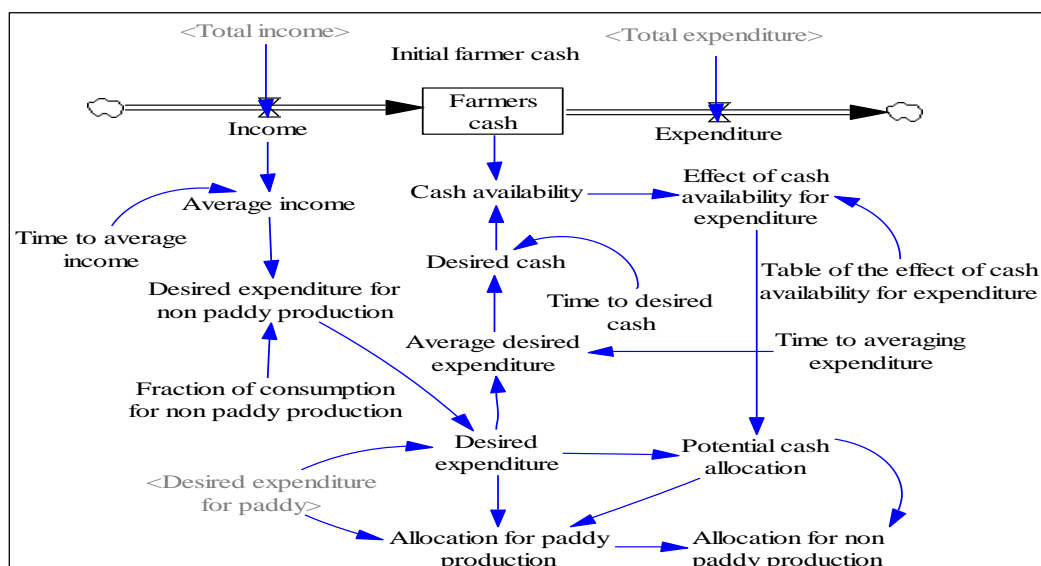 <Total income>
<Total expenditure>
Initial farmer cash
Farmers
cash
Income
Expenditure
Cash availability
Effect of cash
availability for
expenditure
Average income
Time to average
income
Desired cash
Table of the effect of cash
availability for expenditure
Desired expenditure for
non paddy production
Time to desired
cash
Average desired
expenditure
Time to averaging
expenditure
Fraction of consumption
for non paddy production
Desired
expenditure
Potential cash
allocation
<Desired expenditure
for paddy>
Allocation for paddy
production
Allocation for non
paddy production